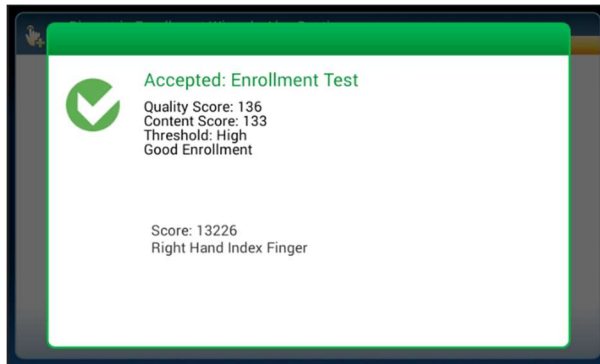 Accepted: Enrollment Test
Quality Score: 136
Content Score: 133
Threshold: High
Good Enrollment
Score: 13226
Right Hand Index Finger